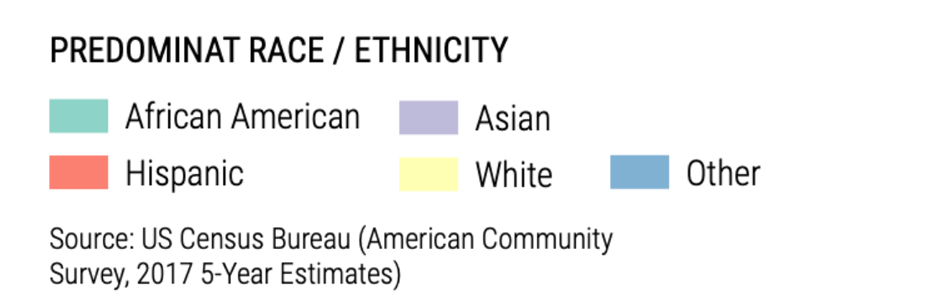 PREDOMINAT RACE / ETHNICITY
African American Asian
Hispanic White Other
Source: US Census Bureau (American Community
Survey, 2017 5-Year Estimates)